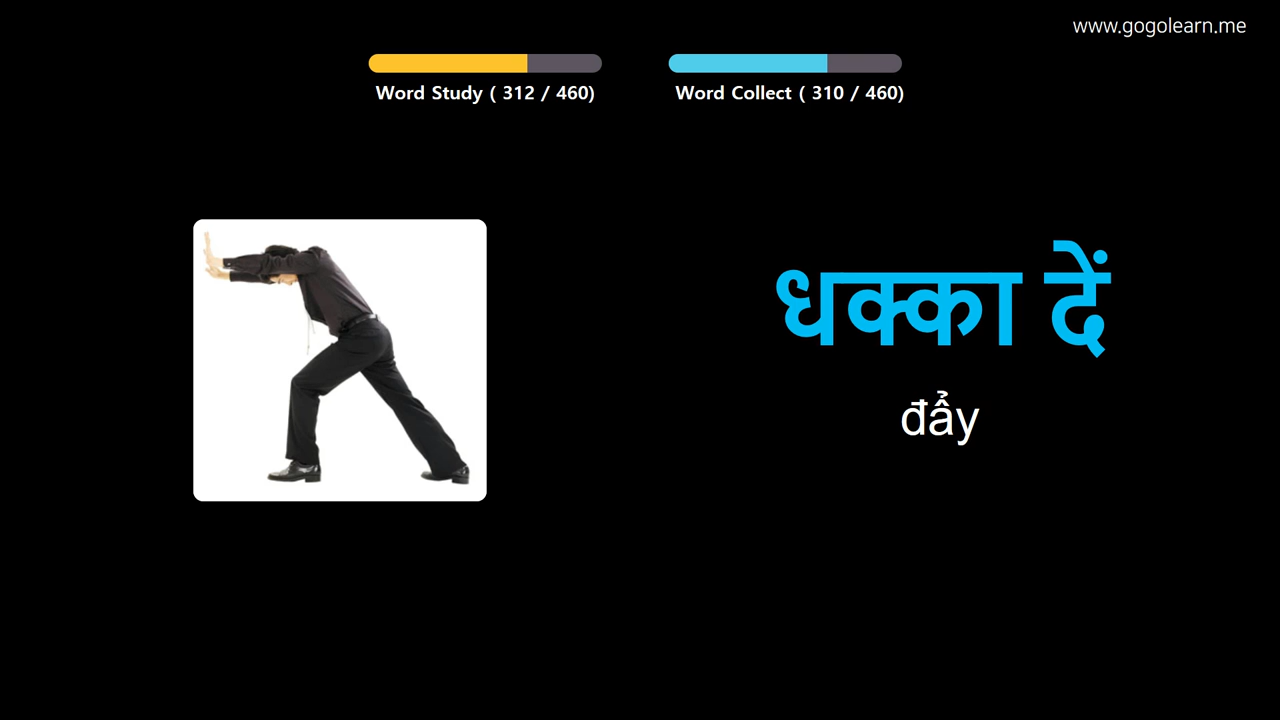 www.gogolearn.me
Word Study ( 312 / 460)
Word Collect ( 310 / 460)
धक्का दें
đẩy